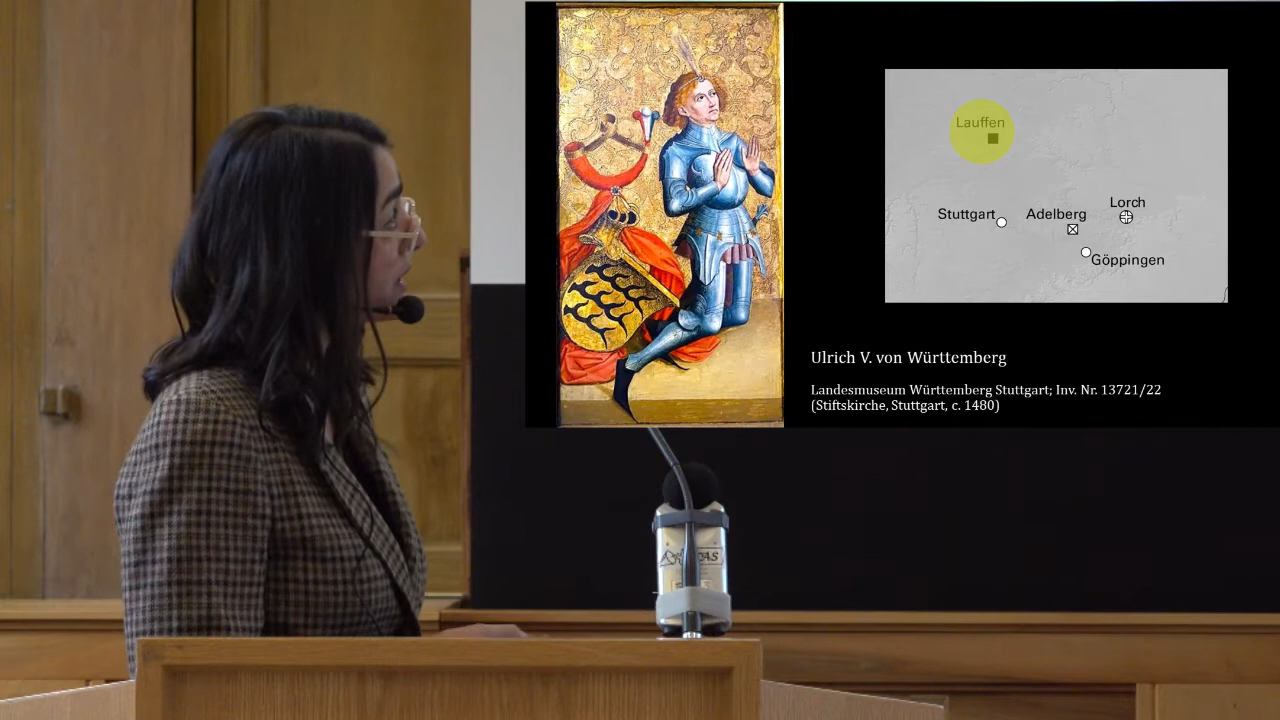 Lauffen
Stuttgart
Adelberg
Lorch
Göppingen
Ulrich V. von Württemberg
Landesmuseum Württemberg Stuttgart; Inv. Nr. 13721/22
(Stiftskirche, Stuttgart, c. 1480)